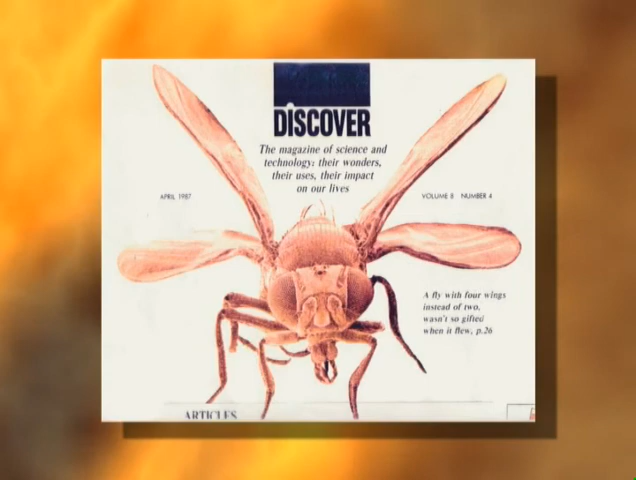 DISCOVER
The magazine of science and
technology: their wonders,
their uses, their impact
on our lives
APRIL 1987
VOLUME 8 NUMBER 4
A fly with four wings
instead of two,
wasn't so gifted
when it flew, p.26
ARTICLES